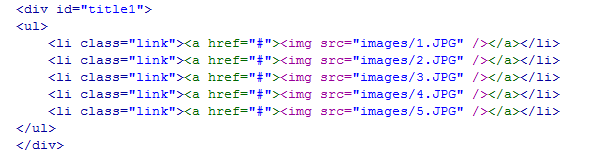 <div id="title1">
<ul>
    <li class="link"><a href="#"><img src="images/1.JPG" /></a></li>
    <li class="link"><a href="#"><img src="images/2.JPG" /></a></li>
    <li class="link"><a href="#"><img src="images/3.JPG" /></a></li>
    <li class="link"><a href="#"><img src="images/4.JPG" /></a></li>
    <li class="link"><a href="#"><img src="images/5.JPG" /></a></li>
</ul>
</div>